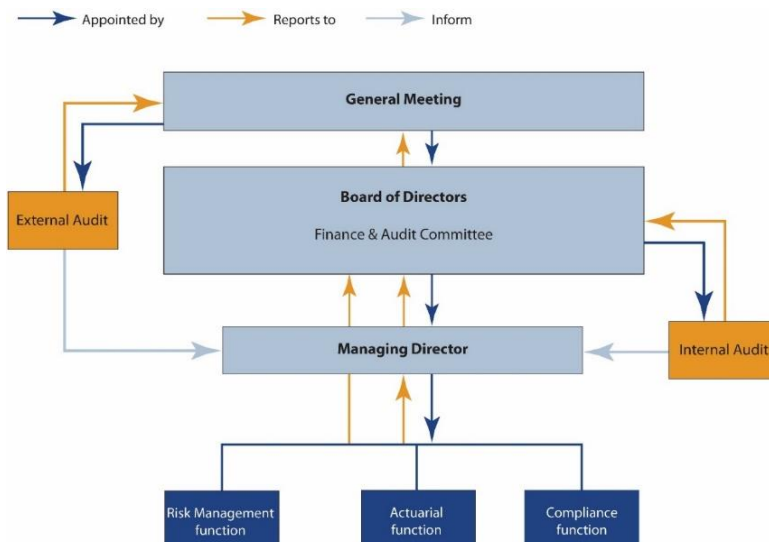 Appointed by
Reports to
Inform
General Meeting
External Audit
Board of Directors
Finance & Audit Committee
Managing Director
Internal Audit
Risk Management
function
Actuarial
function
Compliance
function